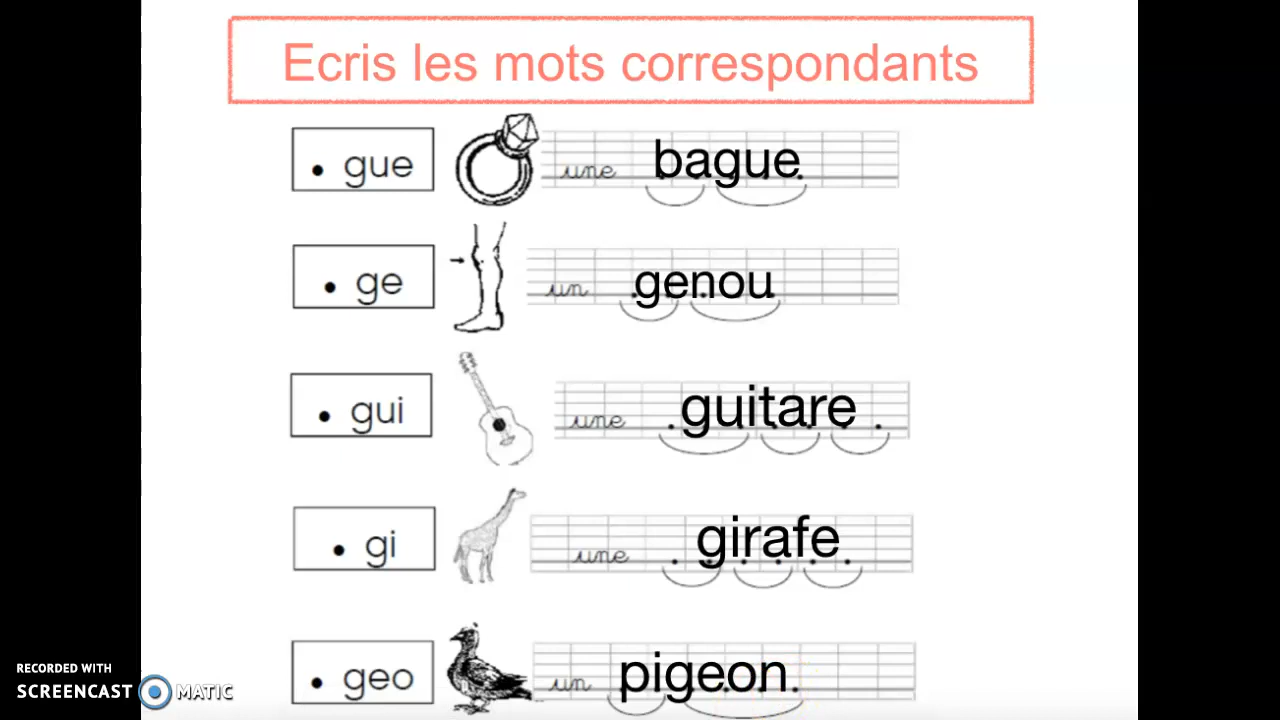 Ecris les mots correspondants
• gue une bague
• ge un genou
• gui une guitare
• gi une girafe
• geo un pigeon
RECORDED WITH
SCREENCAST MATIC